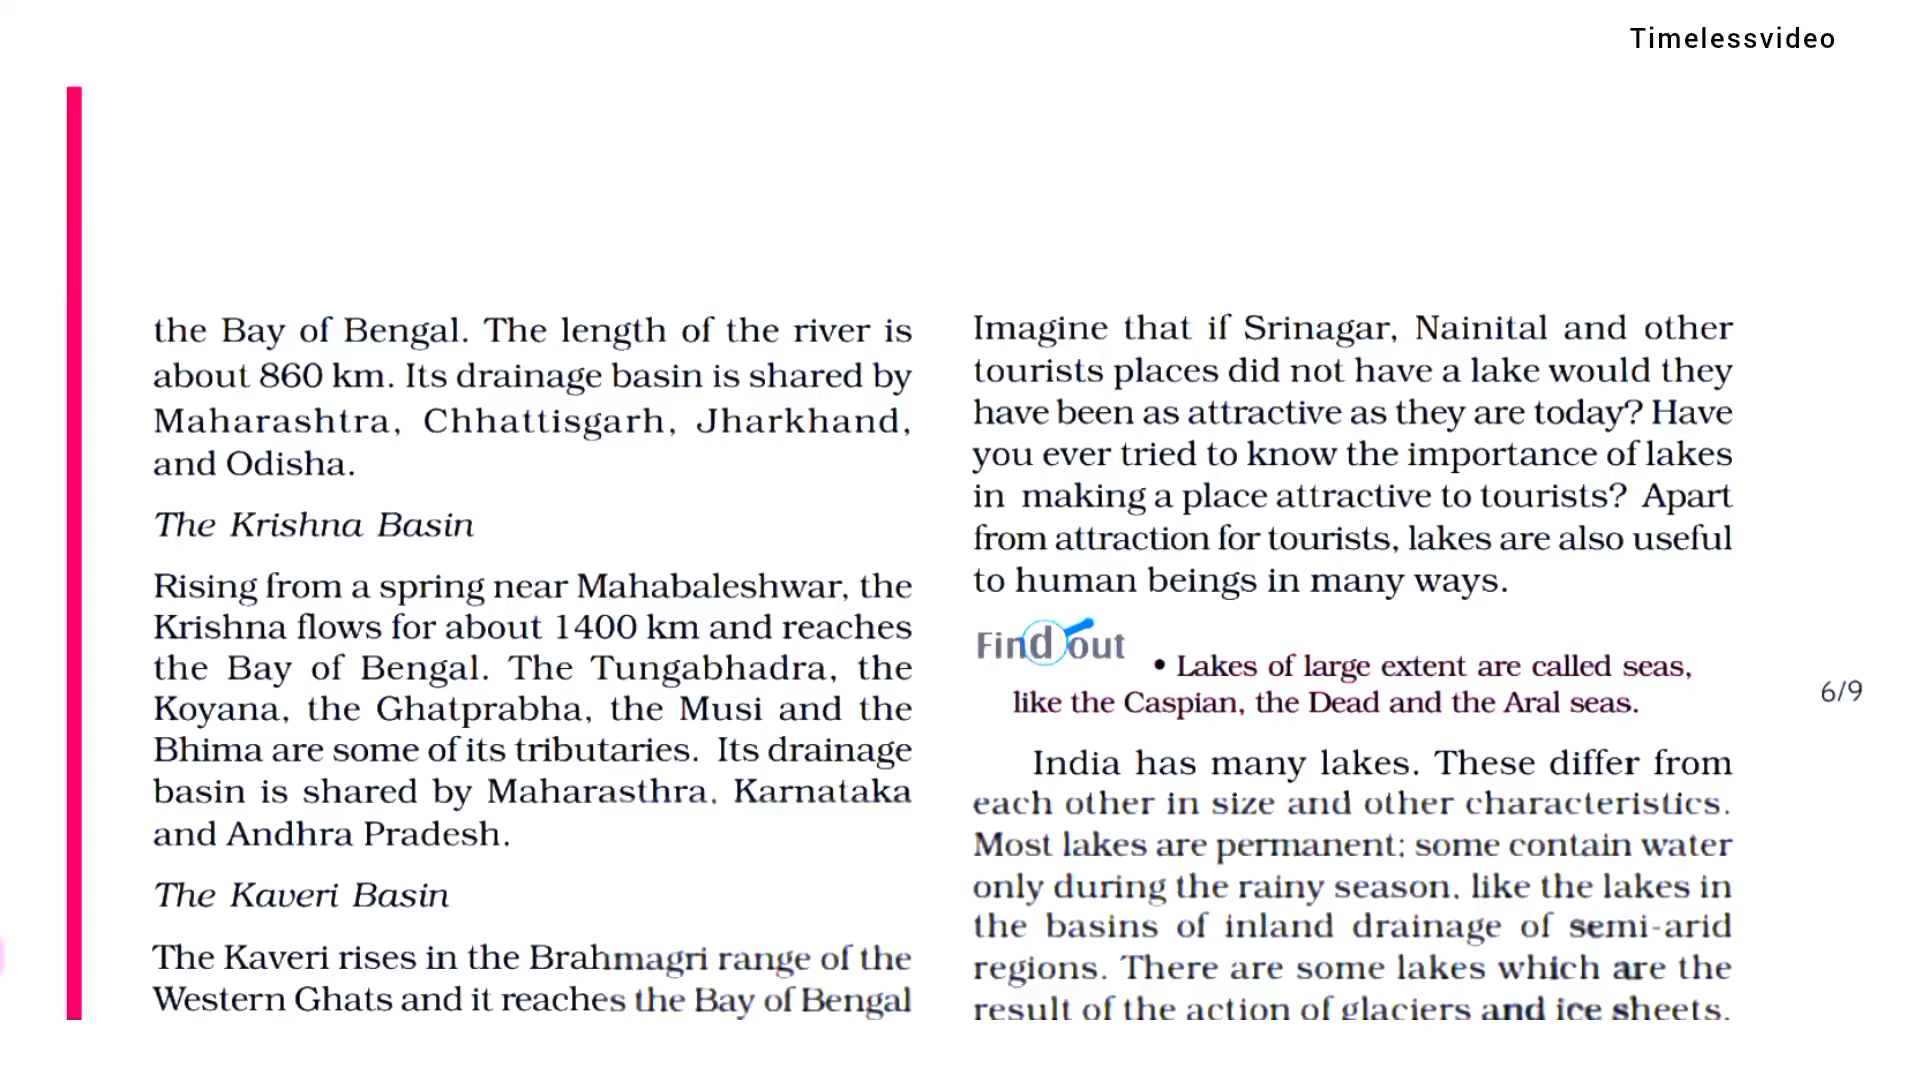 Timelessvideo
the Bay of Bengal. The length of the river is
about 860 km. Its drainage basin is shared by
Maharashtra, Chhattisgarh, Jharkhand,
and Odisha.
The Krishna Basin
Rising from a spring near Mahabaleshwar, the
Krishna flows for about 1400 km and reaches
the Bay of Bengal. The Tungabhadra, the
Koyana, the Ghatprabha, the Musi and the
Bhima are some of its tributaries. Its drainage
basin is shared by Maharasthra, Karnataka
and Andhra Pradesh.
The Kaveri Basin
The Kaveri rises in the Brahmagri range of the
Western Ghats and it reaches the Bay of Bengal
Imagine that if Srinagar, Nainital and other
tourists places did not have a lake would they
have been as attractive as they are today? Have
you ever tried to know the importance of lakes
in making a place attractive to tourists? Apart
from attraction for tourists, lakes are also useful
to human beings in many ways.
Find out
• Lakes of large extent are called seas,
like the Caspian, the Dead and the Aral seas.
India has many lakes. These differ from
each other in size and other characteristics.
Most lakes are permanent; some contain water
only during the rainy season, like the lakes in
the basins of inland drainage of semi-arid
regions. There are some lakes which are the
result of the action of glaciers and ice sheets.
6/9